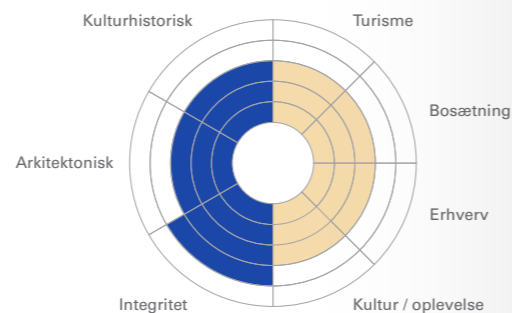 Kulturhistorisk
Turisme
Bosætning
Arkitektonisk
Erhverv
Integritet
Kultur / oplevelse